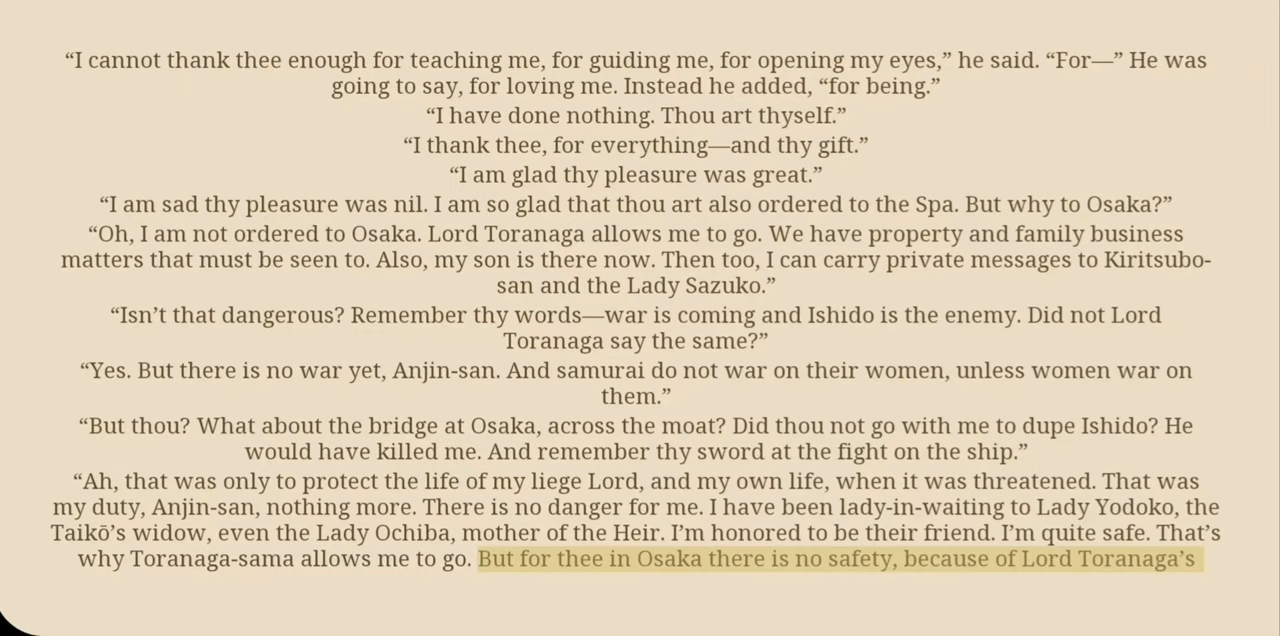 “I cannot thank thee enough for teaching me, for guiding me, for opening my eyes,” he said. “For—” He was
going to say, for loving me. Instead he added, “for being.”
“I have done nothing. Thou art thyself.”
“I thank thee, for everything—and thy gift.”
“I am glad thy pleasure was great.”
“I am sad thy pleasure was nil. I am so glad that thou art also ordered to the Spa. But why to Osaka?”
“Oh, I am not ordered to Osaka. Lord Toranaga allows me to go. We have property and family business
matters that must be seen to. Also, my son is there now. Then too, I can carry private messages to Kiritsubo-
san and the Lady Sazuko.”
“Isn’t that dangerous? Remember thy words—war is coming and Ishido is the enemy. Did not Lord
Toranaga say the same?”
“Yes. But there is no war yet, Anjin-san. And samurai do not war on their women, unless women war on
them.”
“But thou? What about the bridge at Osaka, across the moat? Did thou not go with me to dupe Ishido? He
would have killed me. And remember thy sword at the fight on the ship.”
“Ah, that was only to protect the life of my liege Lord, and my own life, when it was threatened. That was
my duty, Anjin-san, nothing more. There is no danger for me. I have been lady-in-waiting to Lady Yodoko, the
Taikō’s widow, even the Lady Ochiba, mother of the Heir. I’m honored to be their friend. I’m quite safe. That’s
why Toranaga-sama allows me to go. But for thee in Osaka there is no safety, because of Lord Toranaga’s